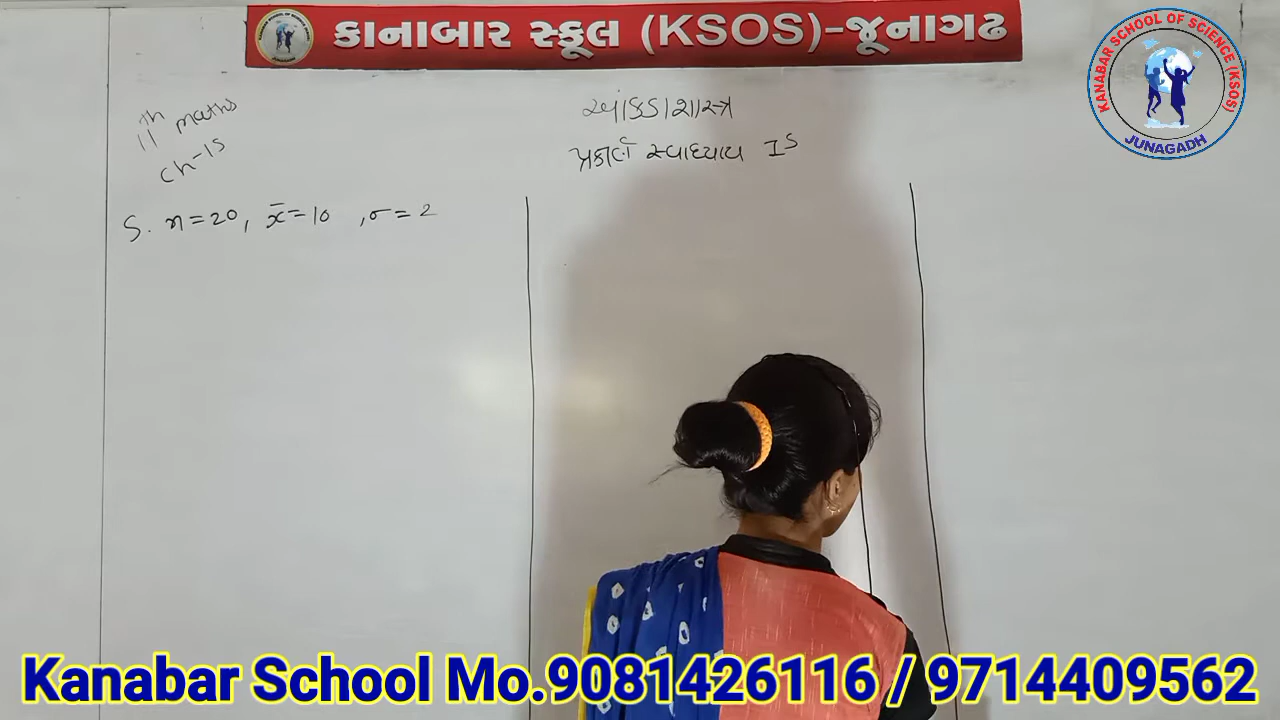 કાનાબાર સ્કૂલ (KSOS)-જૂનાગઢ
KANABAR SCHOOL OF SCIENCE (KSOS)
JUNAGADH
11th maths
ch-15
આંકડાશાસ્ત્ર
પ્રકીર્ણ સ્વાધ્યાય 15
5. n=20, x̄=10 ,σ=2
Kanabar School Mo.9081426116 / 9714409562